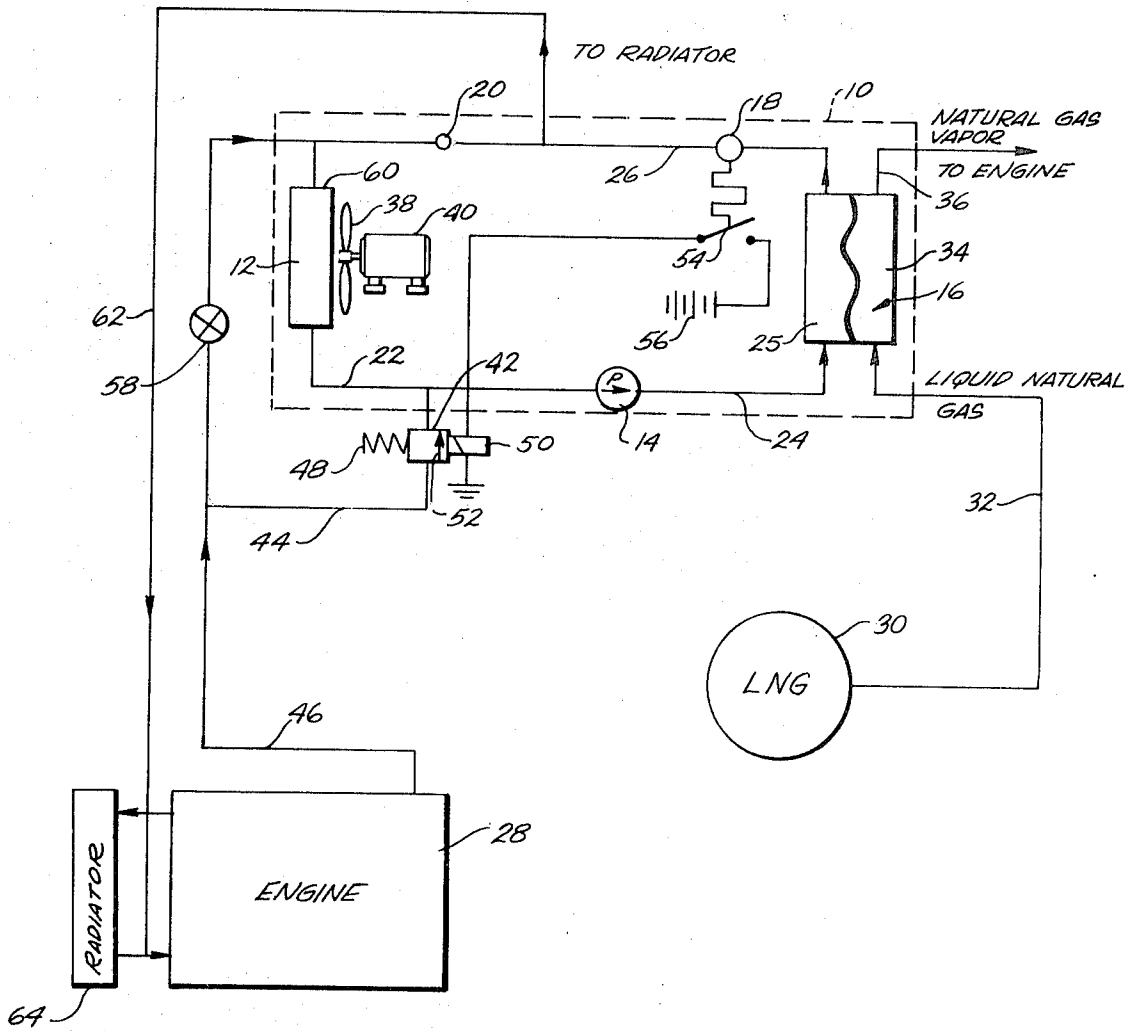 TO RADIATOR
20
18
10
NATURAL GAS
VAPOR
TO ENGINE
60
38
40
26
36
12
54
34
16
62
56
25
58
22
42
P
LIQUID NATURAL
GAS
14
24
48
50
52
44
32
30
LNG
46
28
ENGINE
RADIATOR
64